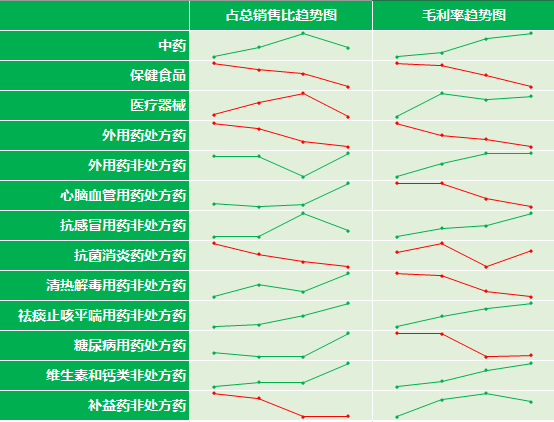 占总销售比趋势图 毛利率趋势图
中药
保健食品
医疗器械
外用药处方药
外用药非处方药
心脑血管用药处方药
抗感冒用药非处方药
抗菌消炎药处方药
清热解毒用药非处方药
祛痰止咳平喘用药非处方药
糖尿病用药处方药
维生素和钙类非处方药
补益药非处方药